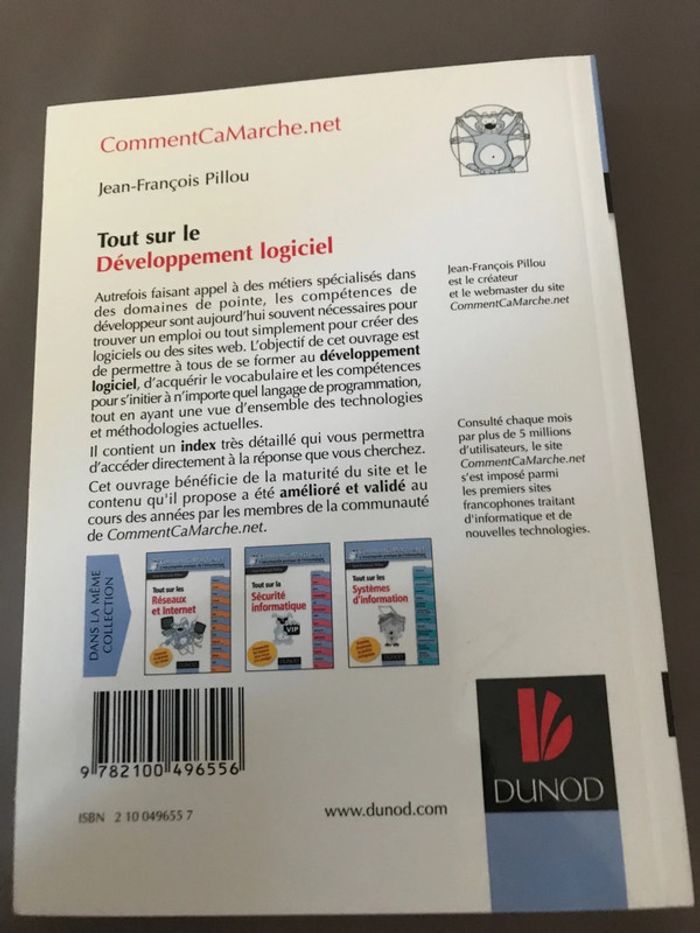 CommentCaMarche.net
Jean-François Pillou
Tout sur le
Développement logiciel
Autrefois faisant appel à des métiers spécialisés dans
des domaines de pointe, les compétences de
développeur sont aujourd'hui souvent nécessaires pour
trouver un emploi ou tout simplement pour créer des
logiciels ou des sites web. L'objectif de cet ouvrage est
de permettre à tous de se former au développement
logiciel, d'acquérir le vocabulaire et les compétences
pour s'initier à n'importe quel langage de programmation,
tout en ayant une vue d'ensemble des technologies
et méthodologies actuelles.
Il contient un index très détaillé qui vous permettra
d'accéder directement à la réponse que vous cherchez.
Cet ouvrage bénéficie de la maturité du site et le
contenu qu'il propose a été amélioré et validé au
cours des années par les membres de la communauté
de CommentCaMarche.net.
Jean-François Pillou
est le créateur
et le webmaster du site
CommentCaMarche.net
Consulté chaque mois
par plus de 5 millions
d'utilisateurs, le site
CommentCaMarche.net
s'est imposé parmi
les premiers sites
francophones traitant
d'informatique et de
nouvelles technologies.
DANS LA MÊME
COLLECTION
Tout sur les
Réseaux
et Internet
DUNOD
Tout sur la
Sécurité
informatique
VIP
DUNOD
Tout sur les
Systèmes
d'information
DUNOD
9 782100 496556
ISBN 2 10 049655 7
www.dunod.com
DUNOD